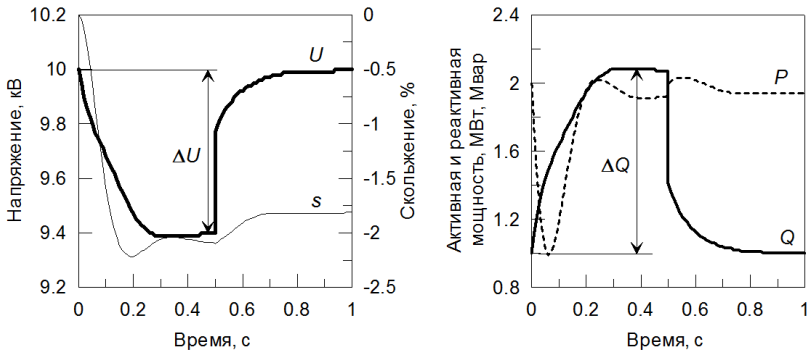 10.2
10
9.8
9.6
9.4
9.2
Напряжение, кВ
0
0.2
0.4
0.6
0.8
1
Время, с
U
ΔU
s
0
-0.5
-1
-1.5
-2
-2.5
Скольжение, %
2.4
2
1.6
1.2
0.8
Активная и реактивная
мощность, МВт, Мвар
0
0.2
0.4
0.6
0.8
1
Время, с
P
ΔQ
Q